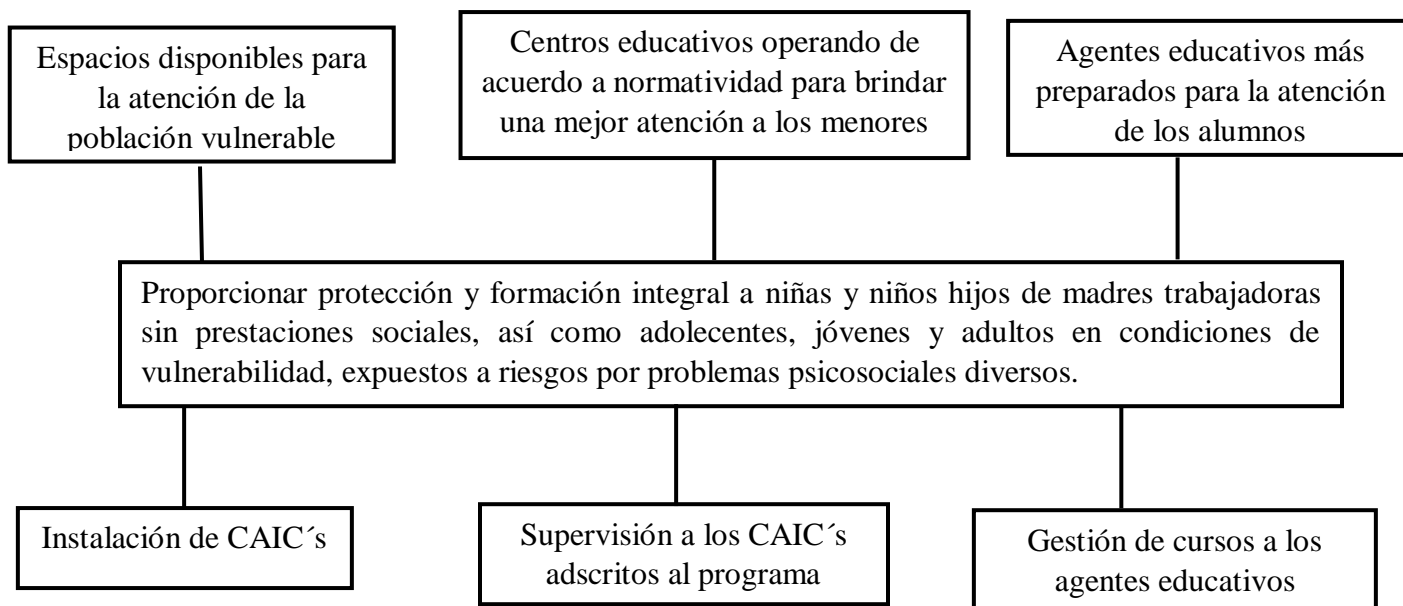 Espacios disponibles para
la atención de la
población vulnerable
Centros educativos operando de
acuerdo a normatividad para brindar
una mejor atención a los menores
Agentes educativos más
preparados para la atención
de los alumnos
Proporcionar protección y formación integral a niñas y niños hijos de madres trabajadoras
sin prestaciones sociales, así como adolecentes, jóvenes y adultos en condiciones de
vulnerabilidad, expuestos a riesgos por problemas psicosociales diversos.
Instalación de CAIC´s
Supervisión a los CAIC´s
adscritos al programa
Gestión de cursos a los
agentes educativos